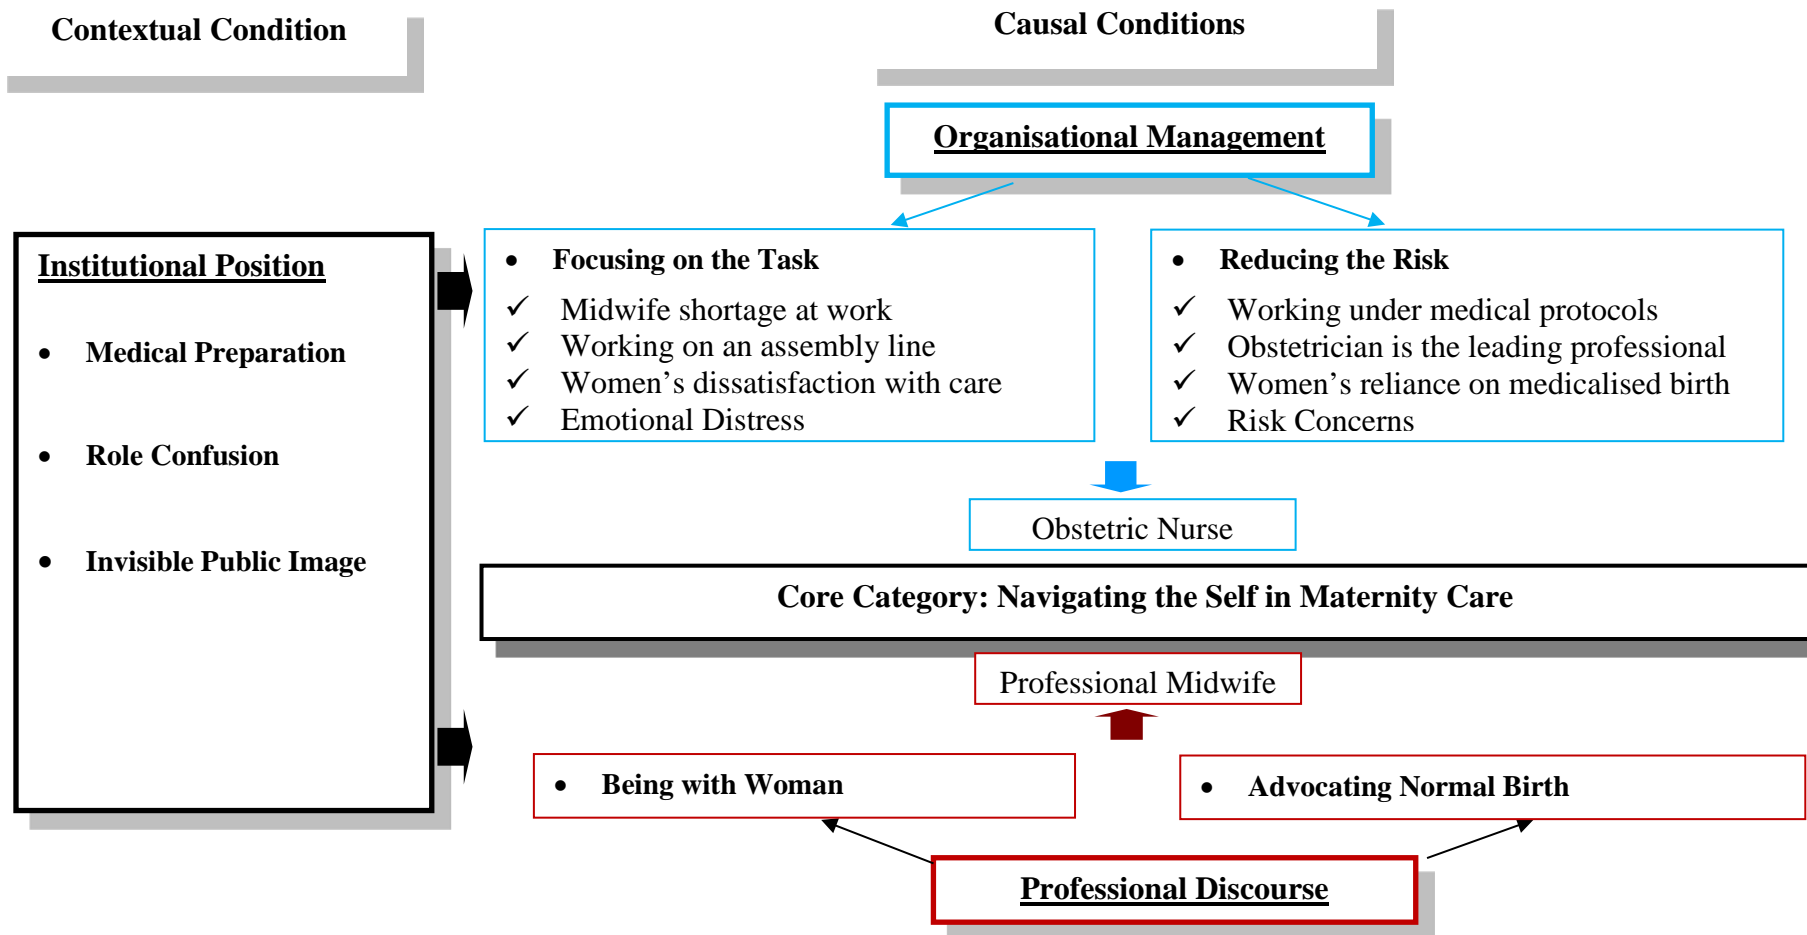 Contextual Condition
Causal Conditions
Organisational Management
Institutional Position
• Medical Preparation
• Role Confusion
• Invisible Public Image
• Focusing on the Task
✓ Midwife shortage at work
✓ Working on an assembly line
✓ Women’s dissatisfaction with care
✓ Emotional Distress
• Reducing the Risk
✓ Working under medical protocols
✓ Obstetrician is the leading professional
✓ Women’s reliance on medicalised birth
✓ Risk Concerns
Obstetric Nurse
Core Category: Navigating the Self in Maternity Care
Professional Midwife
• Being with Woman
• Advocating Normal Birth
Professional Discourse